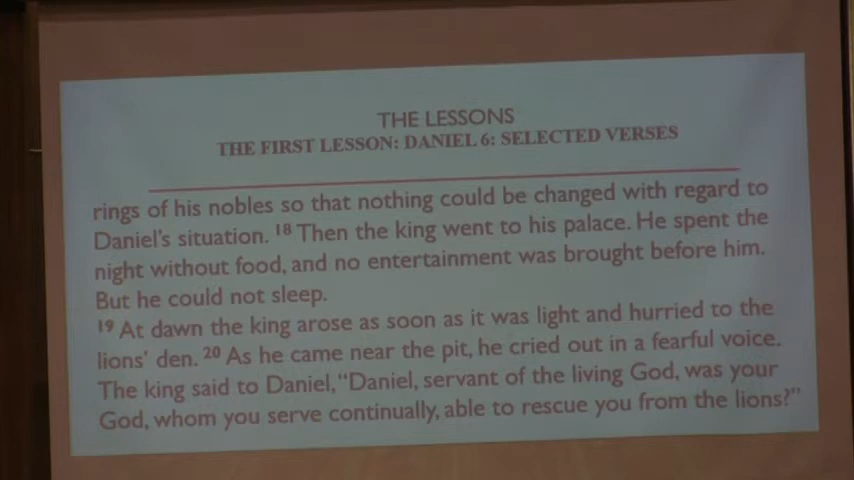 THE LESSONS
THE FIRST LESSON: DANIEL 6: SELECTED VERSES
rings of his nobles so that nothing could be changed with regard to
Daniel's situation. 18 Then the king went to his palace. He spent the
night without food, and no entertainment was brought before him.
But he could not sleep.
19 At dawn the king arose as soon as it was light and hurried to the
lions' den. 20 As he came near the pit, he cried out in a fearful voice.
The king said to Daniel, "Daniel, servant of the living God, was your
God, whom you serve continually, able to rescue you from the lions?"